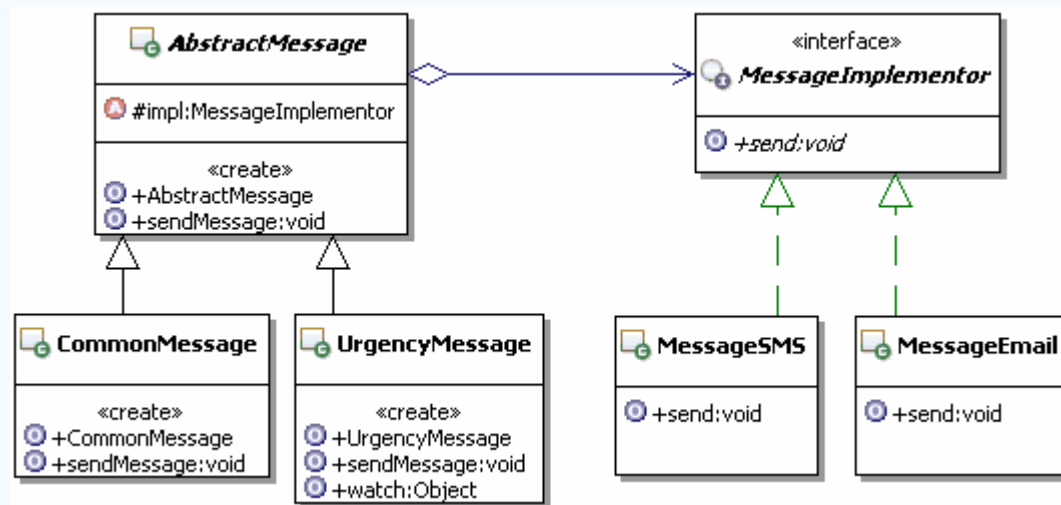 AbstractMessage
#impl:MessageImplementor
«create»
+AbstractMessage
+sendMessage:void
«interface»
MessageImplementor
+send:void
CommonMessage
«create»
+CommonMessage
+sendMessage:void
UrgencyMessage
«create»
+UrgencyMessage
+sendMessage:void
+watch:Object
MessageSMS
+send:void
MessageEmail
+send:void